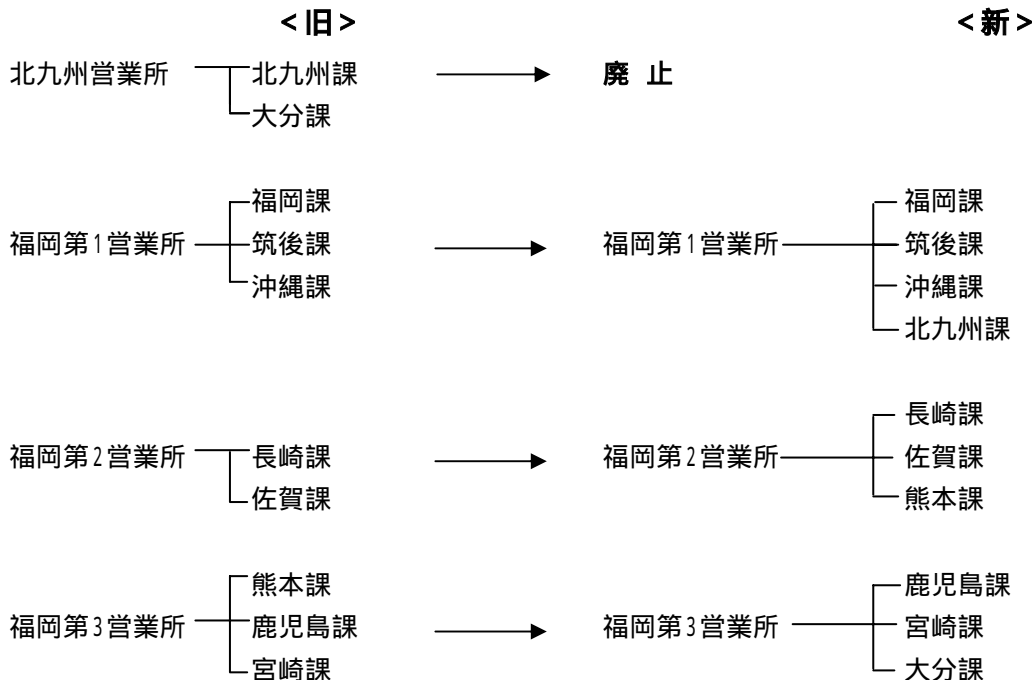 <旧> <新>
北九州営業所 北九州課 廃 止
大分課
福岡課 福岡課
福岡第1営業所 筑後課 福岡第1営業所 筑後課
沖縄課 沖縄課
北九州課
長崎課
福岡第2営業所 長崎課 福岡第2営業所 佐賀課
佐賀課 熊本課
熊本課 鹿児島課
福岡第3営業所 鹿児島課 福岡第3営業所 宮崎課
宮崎課 大分課